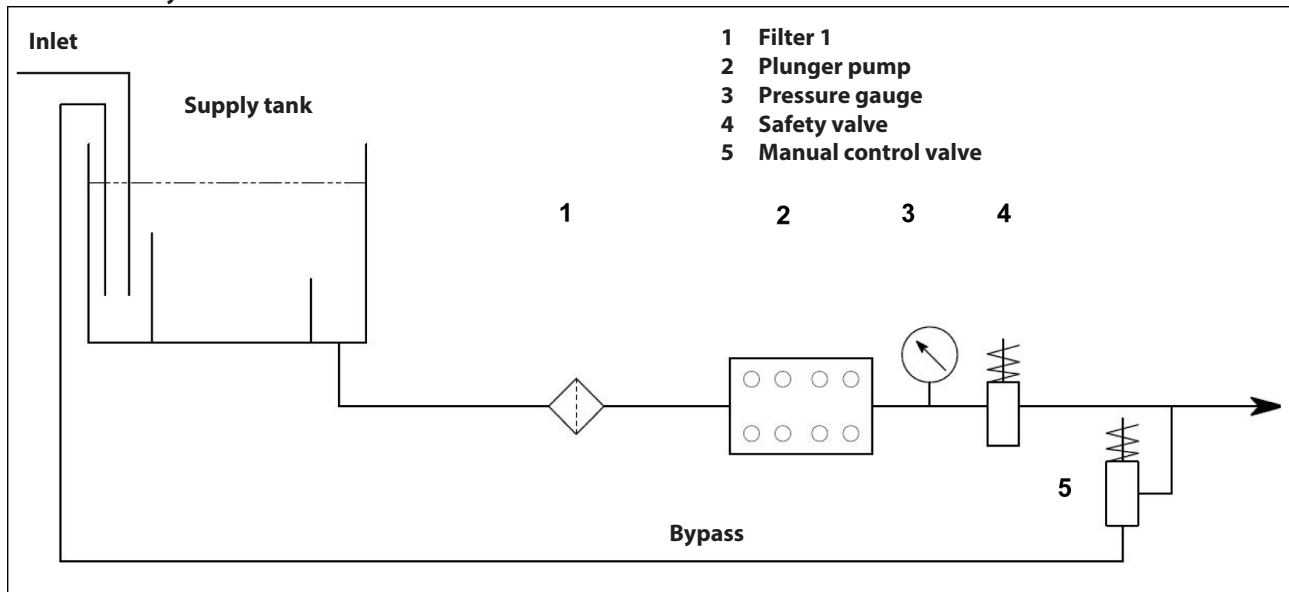 Inlet
Supply tank
1 Filter 1
2 Plunger pump
3 Pressure gauge
4 Safety valve
5 Manual control valve
1 2 3 4
5
Bypass